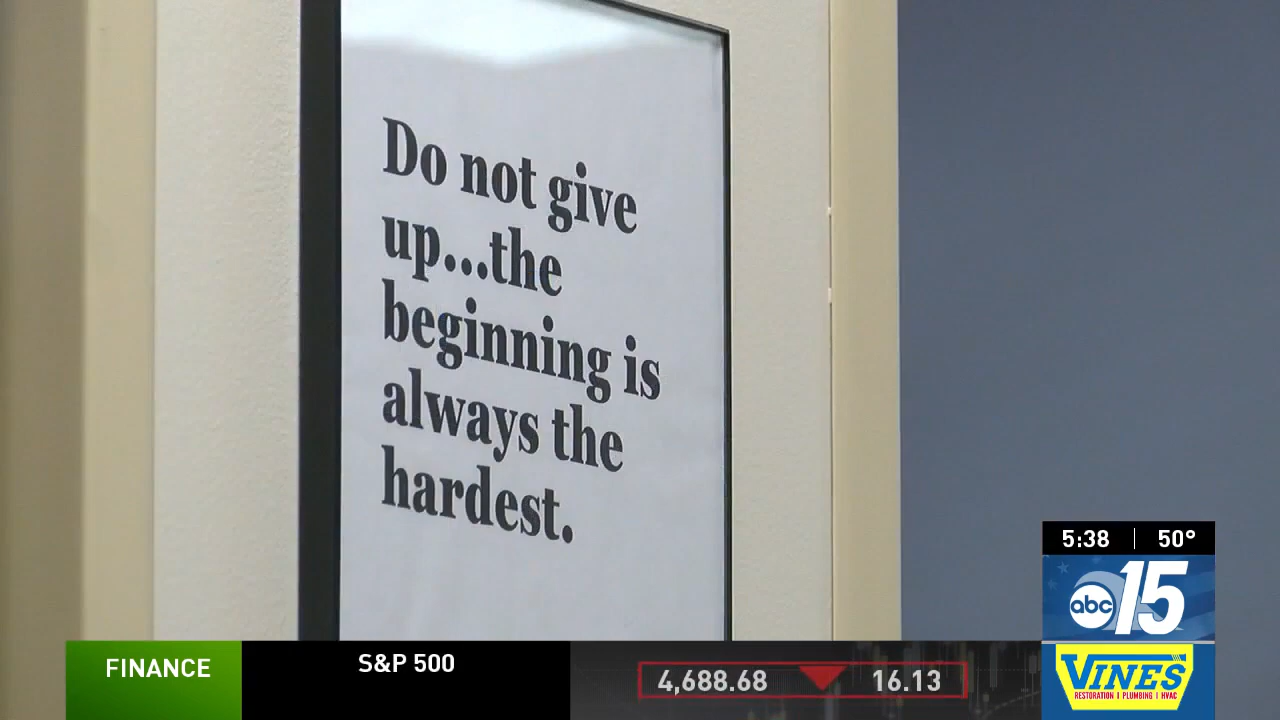 Do not give
up...the
beginning is
always the
hardest.
5:38 50°
abc 15
VINES
RESTORATION | PLUMBING | HVAC
FINANCE
S&P 500
4,688.68 16.13